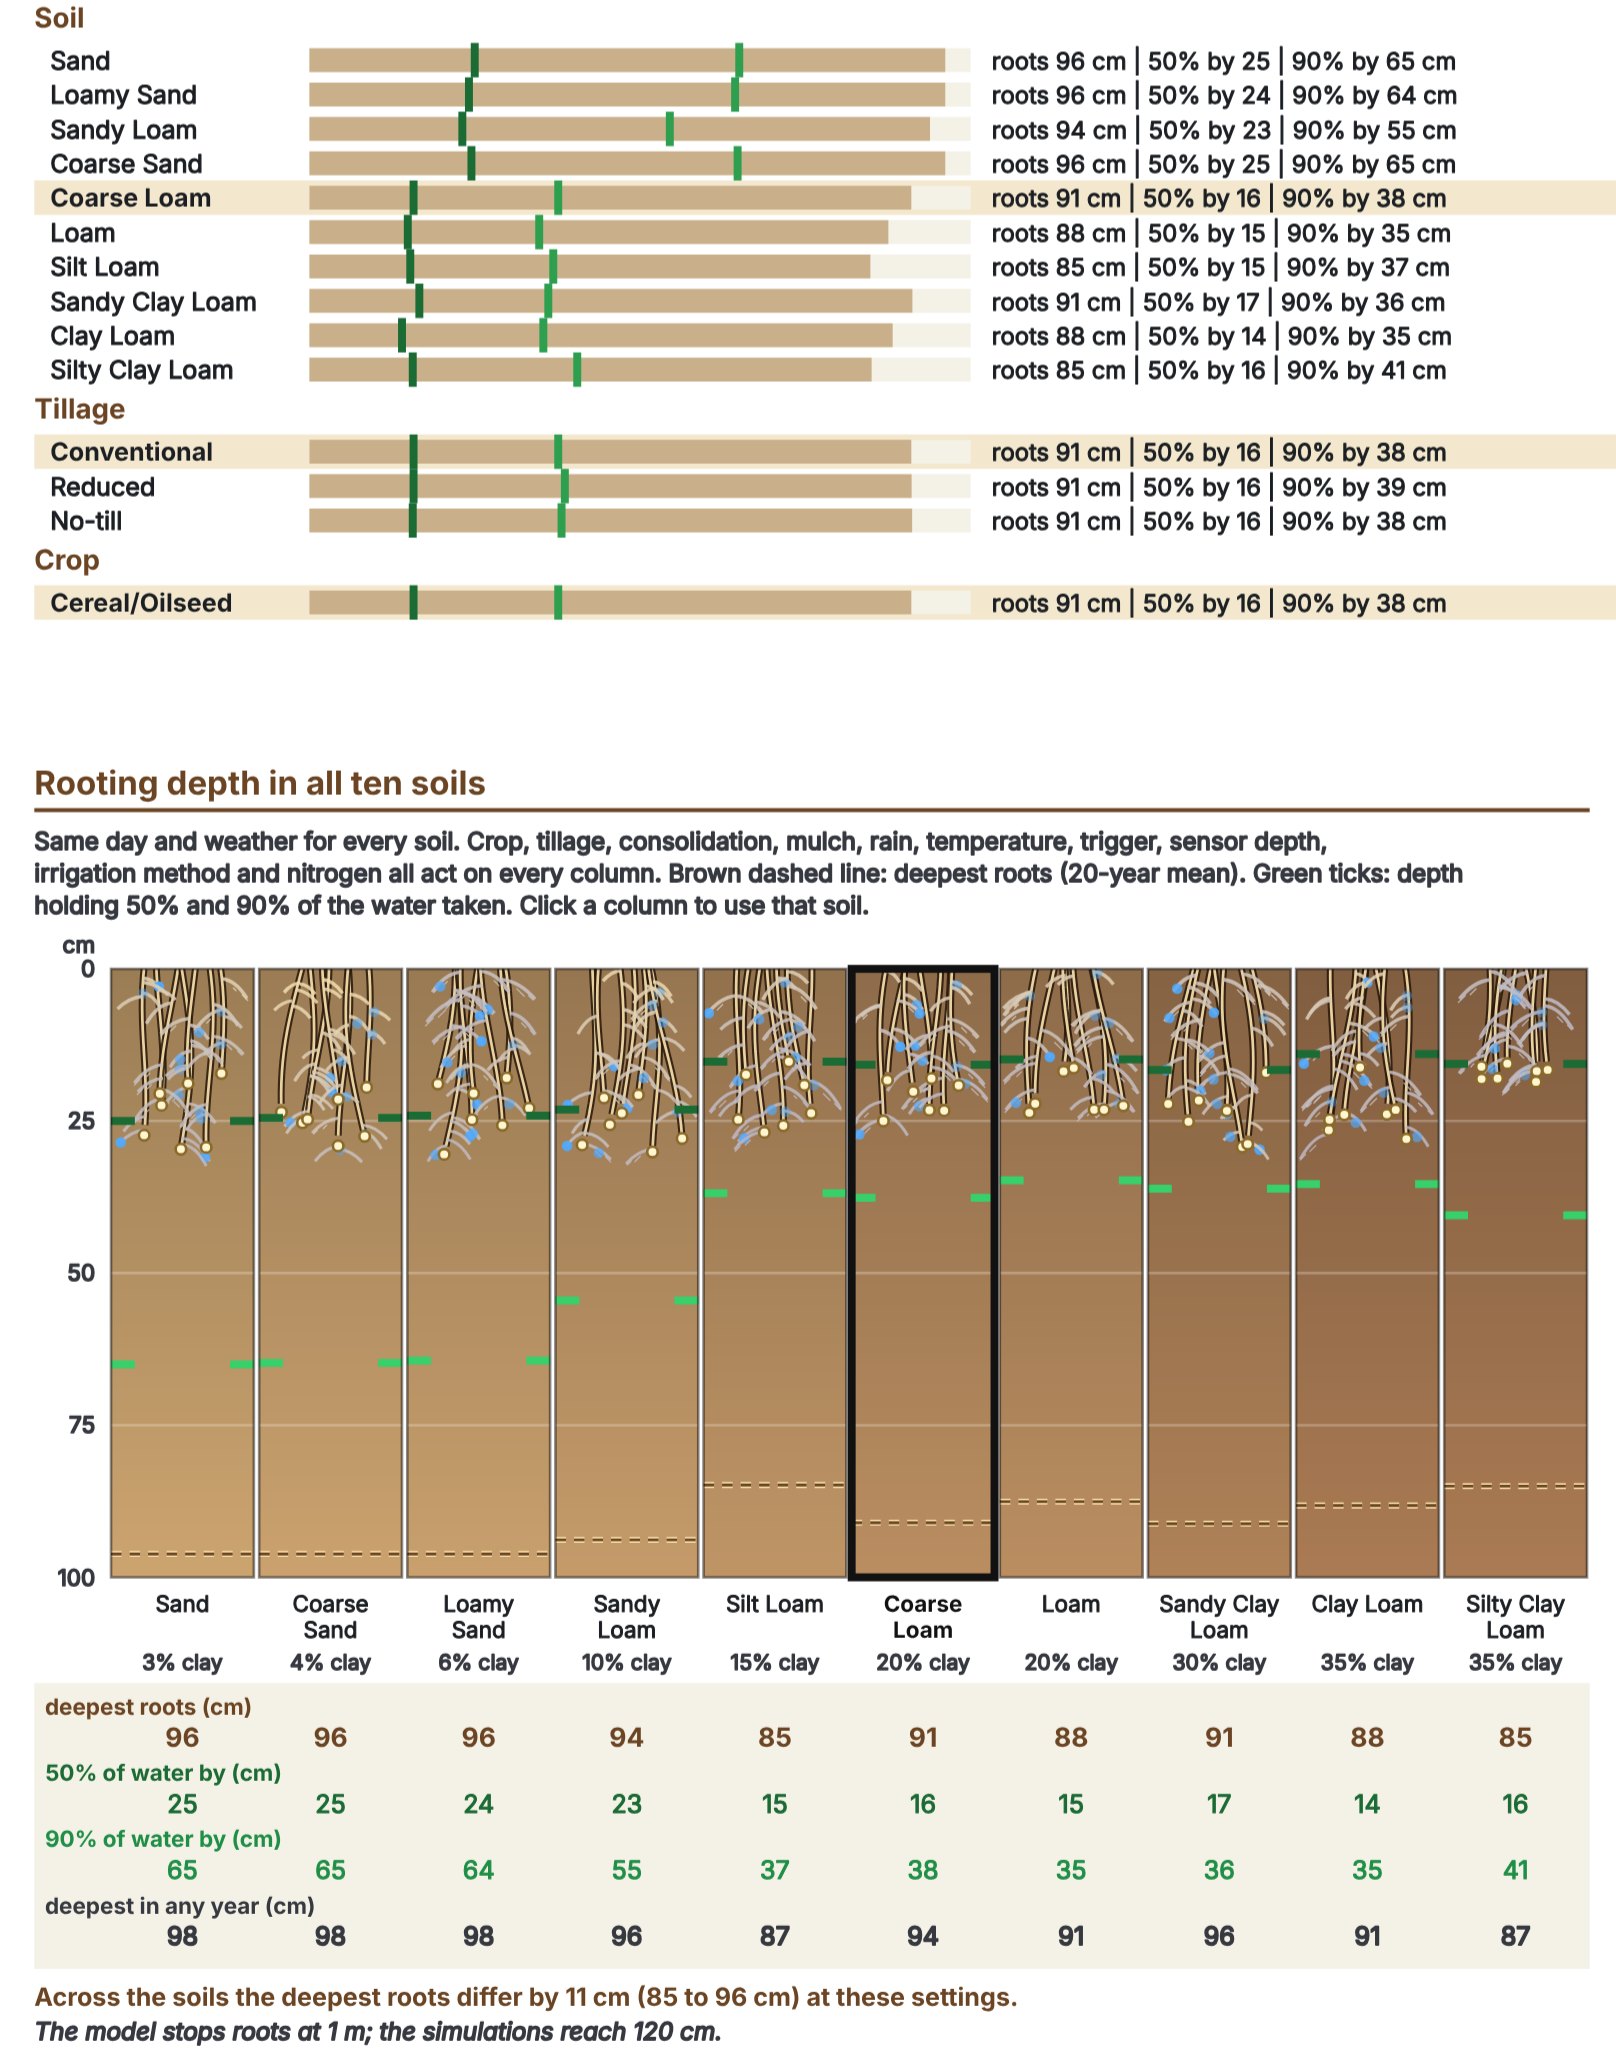 Soil
Sand roots 96 cm | 50% by 25 | 90% by 65 cm
Loamy Sand roots 96 cm | 50% by 24 | 90% by 64 cm
Sandy Loam roots 94 cm | 50% by 23 | 90% by 55 cm
Coarse Sand roots 96 cm | 50% by 25 | 90% by 65 cm
Coarse Loam roots 91 cm | 50% by 16 | 90% by 38 cm
Loam roots 88 cm | 50% by 15 | 90% by 35 cm
Silt Loam roots 85 cm | 50% by 15 | 90% by 37 cm
Sandy Clay Loam roots 91 cm | 50% by 17 | 90% by 36 cm
Clay Loam roots 88 cm | 50% by 14 | 90% by 35 cm
Silty Clay Loam roots 85 cm | 50% by 16 | 90% by 41 cm
Tillage
Conventional roots 91 cm | 50% by 16 | 90% by 38 cm
Reduced roots 91 cm | 50% by 16 | 90% by 39 cm
No-till roots 91 cm | 50% by 16 | 90% by 38 cm
Crop
Cereal/Oilseed roots 91 cm | 50% by 16 | 90% by 38 cm
Rooting depth in all ten soils
Same day and weather for every soil. Crop, tillage, consolidation, mulch, rain, temperature, trigger, sensor depth,
irrigation method and nitrogen all act on every column. Brown dashed line: deepest roots (20-year mean). Green ticks: depth
holding 50% and 90% of the water taken. Click a column to use that soil.
cm
0
25
50
75
100
Sand Coarse Loamy Sandy Silt Loam Coarse Loam Sandy Clay Clay Loam Silty Clay
Sand Sand Loam Loam Loam Loam
3% clay 4% clay 6% clay 10% clay 15% clay 20% clay 20% clay 30% clay 35% clay 35% clay
deepest roots (cm)
96 96 96 94 85 91 88 91 88 85
50% of water by (cm)
25 25 24 23 15 16 15 17 14 16
90% of water by (cm)
65 65 64 55 37 38 35 36 35 41
deepest in any year (cm)
98 98 98 96 87 94 91 96 91 87
Across the soils the deepest roots differ by 11 cm (85 to 96 cm) at these settings.
The model stops roots at 1 m; the simulations reach 120 cm.